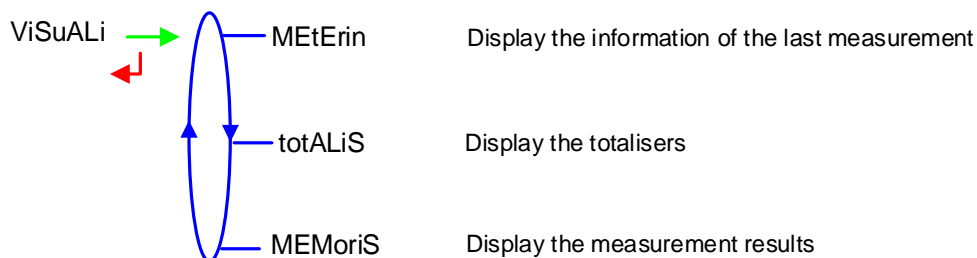 ViSuALi
MEtErin Display the information of the last measurement
totALiS Display the totalisers
MEMoriS Display the measurement results